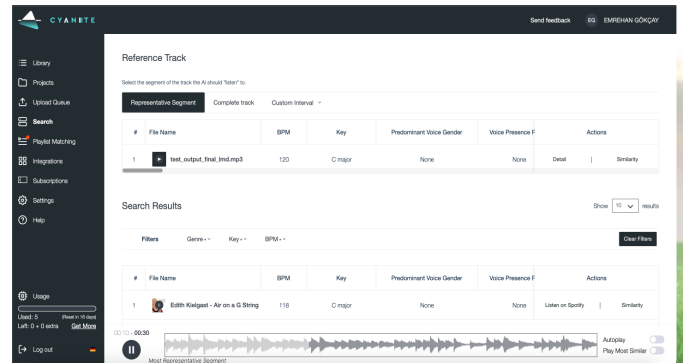 CYANITE
Send feedback EG EMREHAN GÖKÇAY
Library
Projects
Upload Queue
Search
Playlist Matching
Integrations
Subscriptions
Settings
Help
Usage
Used: 5 (Reset in 16 days)
Left: 0 + 0 extra Get More
Log out
Reference Track
Select the segment of the track the AI should "listen" to.
Representative Segment Complete track Custom Interval
# File Name BPM Key Predominant Voice Gender Voice Presence P Actions
1 test_output_final_lmd.mp3 120 C major None None Detail | Similarity
Search Results
Show 10 results
Filters Genre Key BPM Clear Filters
# File Name BPM Key Predominant Voice Gender Voice Presence P Actions
1 Edith Kielgast - Air on a G String 118 C major None None Listen on Spotify | Similarity
00:10 - 00:30
Autoplay
Play Most Similar
Most Representative Segment